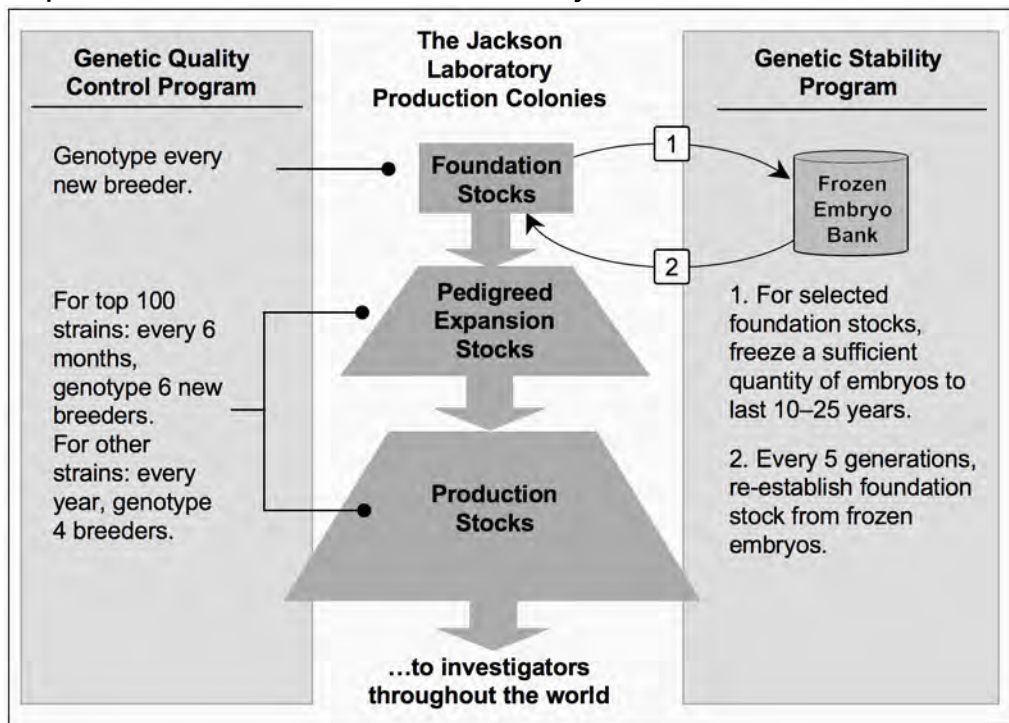 Genetic Quality
Control Program
Genotype every
new breeder.
For top 100
strains: every 6
months,
genotype 6 new
breeders.
For other
strains: every
year, genotype
4 breeders.
The Jackson
Laboratory
Production Colonies
Foundation
Stocks
Pedigreed
Expansion
Stocks
Production
Stocks
…to investigators
throughout the world
1
2
Genetic Stability
Program
Frozen
Embryo
Bank
1. For selected
foundation stocks,
freeze a sufficient
quantity of embryos to
last 10–25 years.
2. Every 5 generations,
re-establish foundation
stock from frozen
embryos.